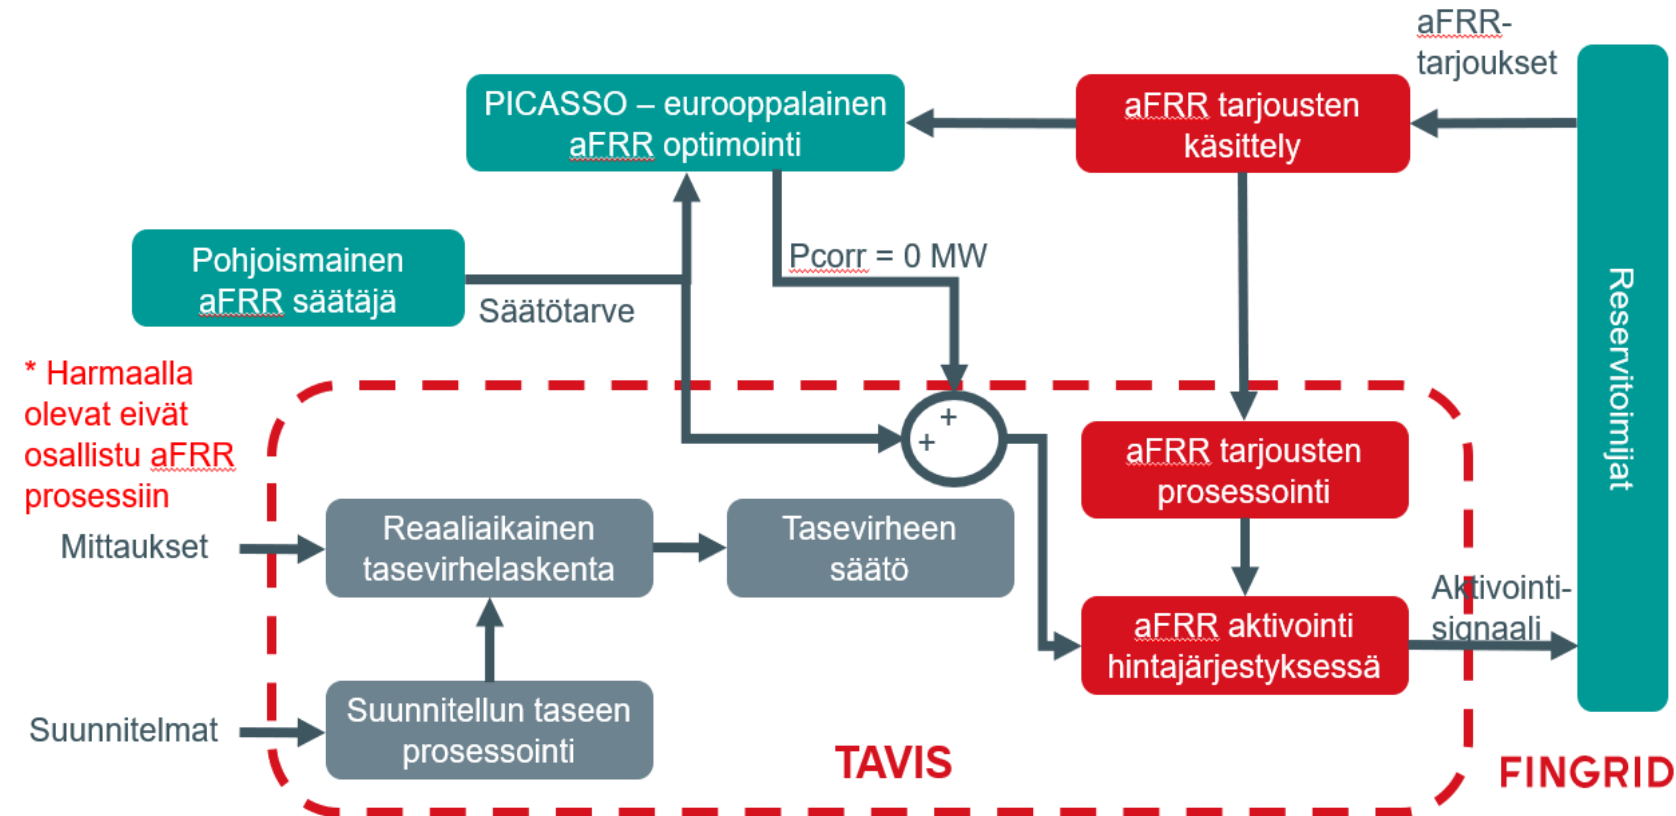 aFRR-
tarjoukset
PICASSO – eurooppalainen
aFRR optimointi
aFRR tarjousten
käsittely
Pohjoismainen
aFRR säätäjä
Säätötarve
Pcorr = 0 MW
Reservitoimijat
* Harmaalla
olevat eivät
osallistu aFRR
prosessiin
+
+
aFRR tarjousten
prosessointi
Mittaukset
Reaaliaikainen
tasevirhelaskenta
Tasevirheen
säätö
aFRR aktivointi
hintajärjestyksessä
Aktivointi-
signaali
Suunnitelmat
Suunnitellun taseen
prosessointi
TAVIS
FINGRID